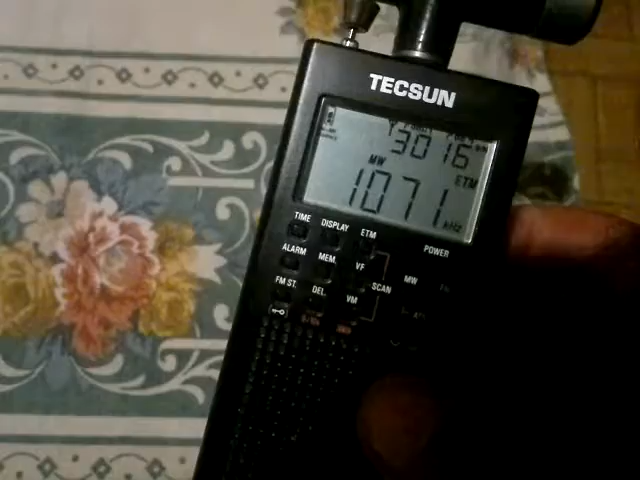 TECSUN
3016
MW
ETM
1071
kHz
TIME DISPLAY ETM
POWER
ALARM MEM. VF
SCAN MW
FM ST. DEL. VM